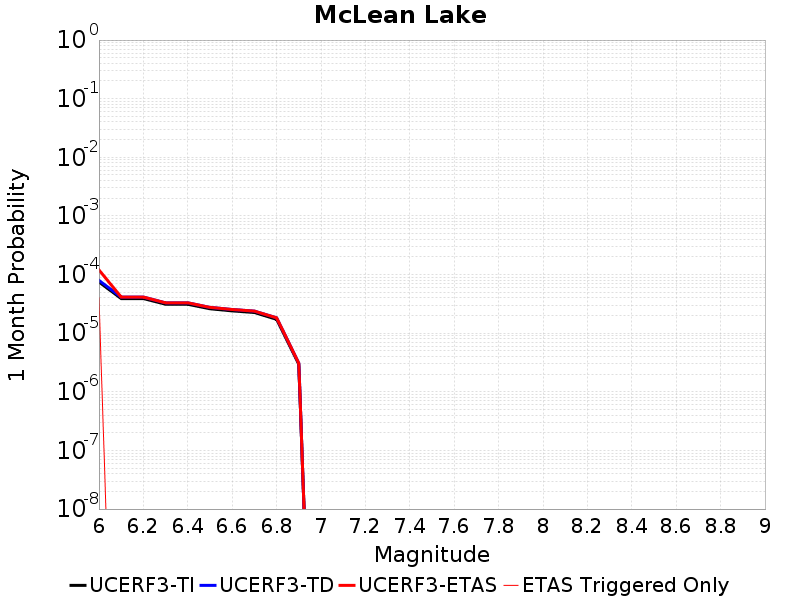 McLean Lake
10^0
10^-1
10^-2
10^-3
10^-4
10^-5
10^-6
10^-7
10^-8
1 Month Probability
6 6.2 6.4 6.6 6.8 7 7.2 7.4 7.6 7.8 8 8.2 8.4 8.6 8.8 9
Magnitude
UCERF3-TI UCERF3-TD UCERF3-ETAS ETAS Triggered Only